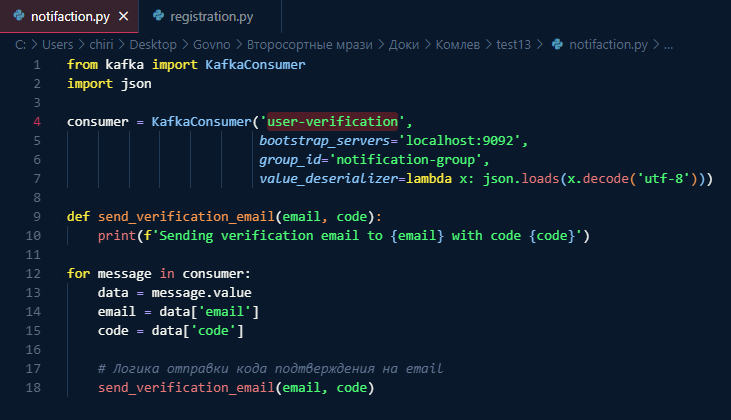 notifaction.py ×
registration.py
C: > Users > chiri > Desktop > Govno > Второсортные мрази > Доки > Комлев > test13 > notifaction.py > ...
1 from kafka import KafkaConsumer
2 import json
3
4 consumer = KafkaConsumer('user-verification',
5 bootstrap_servers='localhost:9092',
6 group_id='notification-group',
7 value_deserializer=lambda x: json.loads(x.decode('utf-8')))
8
9 def send_verification_email(email, code):
10 print(f'Sending verification email to {email} with code {code}')
11
12 for message in consumer:
13 data = message.value
14 email = data['email']
15 code = data['code']
16
17 # Логика отправки кода подтверждения на email
18 send_verification_email(email, code)